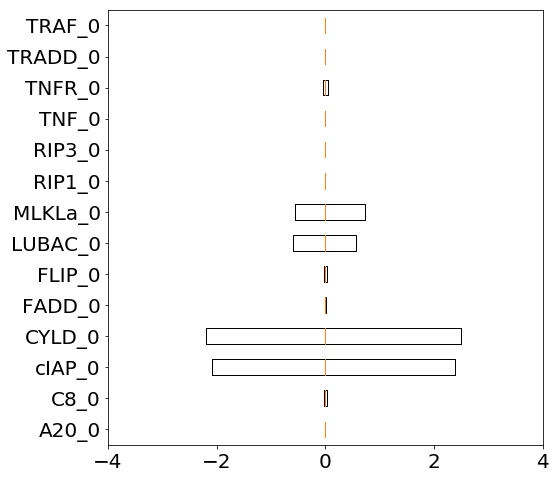 TRAF_0
TRADD_0
TNFR_0
TNF_0
RIP3_0
RIP1_0
MLKLa_0
LUBAC_0
FLIP_0
FADD_0
CYLD_0
cIAP_0
C8_0
A20_0
−4 −2 0 2 4